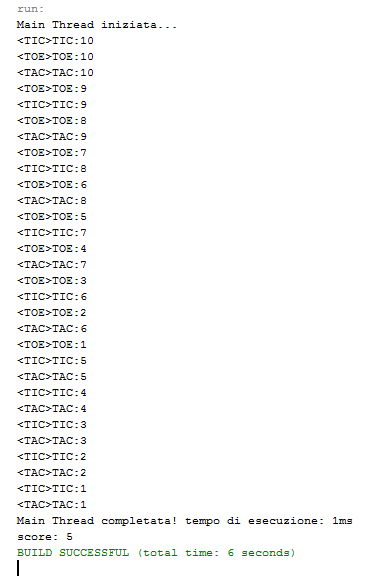 run:
Main Thread iniziata...
<TIC>TIC:10
<TOE>TOE:10
<TAC>TAC:10
<TOE>TOE:9
<TIC>TIC:9
<TOE>TOE:8
<TAC>TAC:9
<TOE>TOE:7
<TIC>TIC:8
<TOE>TOE:6
<TAC>TAC:8
<TOE>TOE:5
<TIC>TIC:7
<TOE>TOE:4
<TAC>TAC:7
<TOE>TOE:3
<TIC>TIC:6
<TOE>TOE:2
<TAC>TAC:6
<TOE>TOE:1
<TIC>TIC:5
<TAC>TAC:5
<TIC>TIC:4
<TAC>TAC:4
<TIC>TIC:3
<TAC>TAC:3
<TIC>TIC:2
<TAC>TAC:2
<TIC>TIC:1
<TAC>TAC:1
Main Thread completata! tempo di esecuzione: 1ms
score: 5
BUILD SUCCESSFUL (total time: 6 seconds)